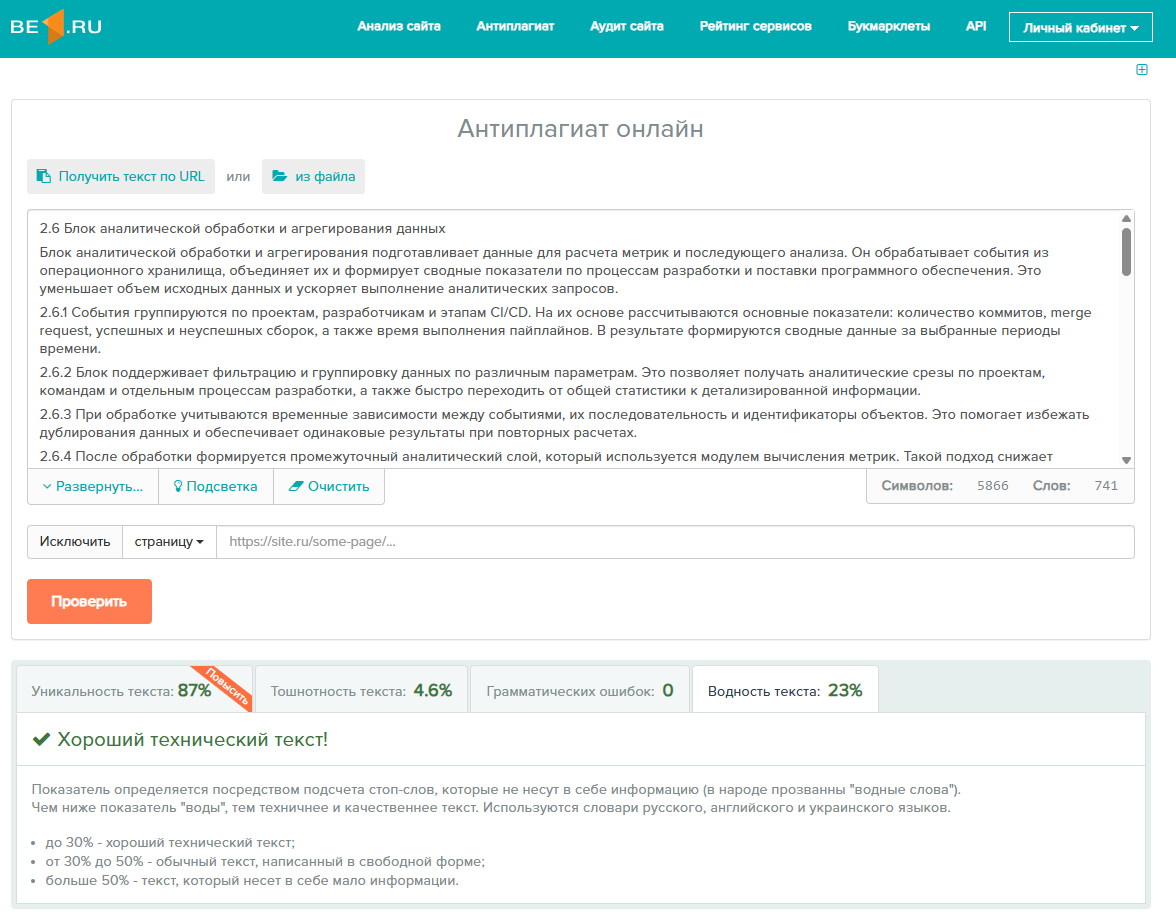 BE1.RU
Анализ сайта
Антиплагиат
Аудит сайта
Рейтинг сервисов
Букмарклеты
API
Личный кабинет
Антиплагиат онлайн
Получить текст по URL
или
из файла
2.6 Блок аналитической обработки и агрегирования данных
Блок аналитической обработки и агрегирования подготавливает данные для расчета метрик и последующего анализа. Он обрабатывает события из
операционного хранилища, объединяет их и формирует сводные показатели по процессам разработки и поставки программного обеспечения. Это
уменьшает объем исходных данных и ускоряет выполнение аналитических запросов.
2.6.1 События группируются по проектам, разработчикам и этапам CI/CD. На их основе рассчитываются основные показатели: количество коммитов, merge
request, успешных и неуспешных сборок, а также время выполнения пайплайнов. В результате формируются сводные данные за выбранные периоды
времени.
2.6.2 Блок поддерживает фильтрацию и группировку данных по различным параметрам. Это позволяет получать аналитические срезы по проектам,
командам и отдельным процессам разработки, а также быстро переходить от общей статистики к детализированной информации.
2.6.3 При обработке учитываются временные зависимости между событиями, их последовательность и идентификаторы объектов. Это помогает избежать
дублирования данных и обеспечивает одинаковые результаты при повторных расчетах.
2.6.4 После обработки формируется промежуточный аналитический слой, который используется модулем вычисления метрик. Такой подход снижает
Развернуть...
Подсветка
Очистить
Символов: 5866 Слов: 741
Исключить
страницу
https://site.ru/some-page/...
Проверить
Уникальность текста: 87%
Повысить
Тошнотность текста: 4.6%
Грамматических ошибок: 0
Водность текста: 23%
Хороший технический текст!
Показатель определяется посредством подсчета стоп-слов, которые не несут в себе информацию (в народе прозванны "водные слова").
Чем ниже показатель "воды", тем техничнее и качественнее текст. Используются словари русского, английского и украинского языков.
до 30% - хороший технический текст;
от 30% до 50% - обычный текст, написанный в свободной форме;
больше 50% - текст, который несет в себе мало информации.